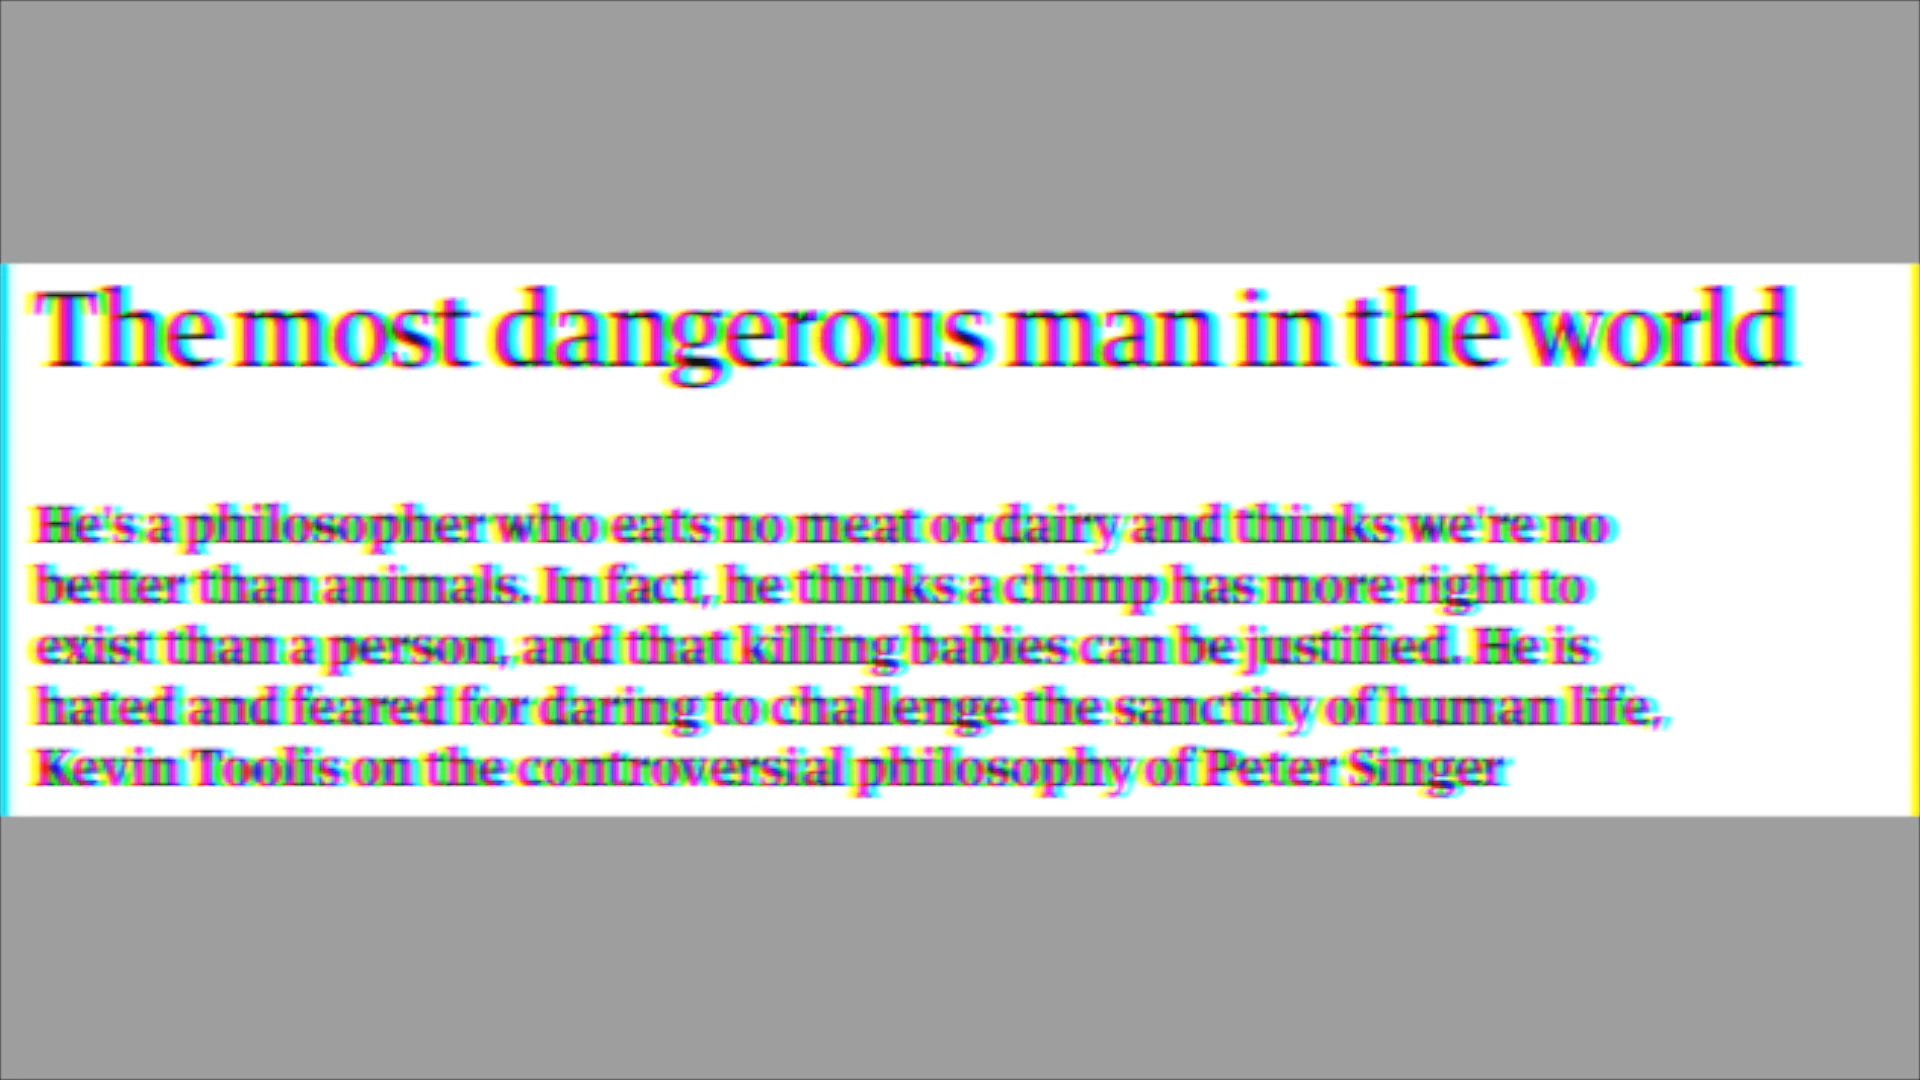 The most dangerous man in the world
He's a philosopher who eats no meat or dairy and thinks we're no
better than animals. In fact, he thinks a chimp has more right to
exist than a person, and that killing babies can be justified. He is
hated and feared for daring to challenge the sanctity of human life,
Kevin Toolis on the controversial philosophy of Peter Singer